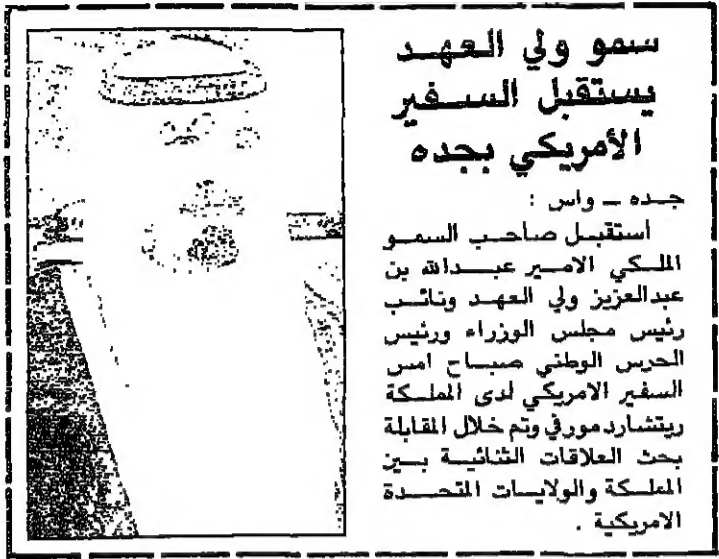 سمو ولي العهد
يستقبل السفير
الأمريكي بجده
جده – واس :
استقبل صاحب السمو
الملكي الامير عبدالله بن
عبدالعزيز ولي العهد ونائب
رئيس مجلس الوزراء ورئيس
الحرس الوطني صباح امس
السفير الامريكي لدى المملكة
ريتشارد مورفي وتم خلال المقابلة
بحث العلاقات الثنائية بين
المملكة والولايات المتحدة
الامريكية .